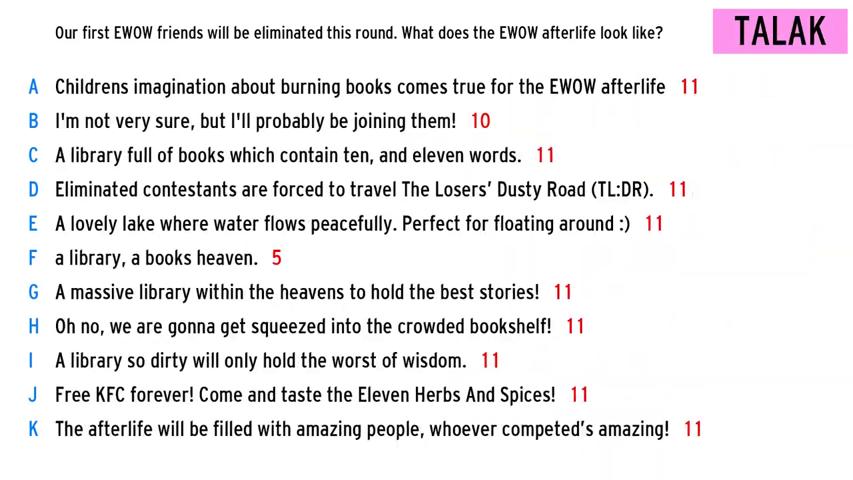 Our first EWOW friends will be eliminated this round. What does the EWOW afterlife look like?
TALAK
A Childrens imagination about burning books comes true for the EWOW afterlife 11
B I'm not very sure, but I'll probably be joining them! 10
C A library full of books which contain ten, and eleven words. 11
D Eliminated contestants are forced to travel The Losers’ Dusty Road (TL:DR). 11
E A lovely lake where water flows peacefully. Perfect for floating around :) 11
F a library, a books heaven. 5
G A massive library within the heavens to hold the best stories! 11
H Oh no, we are gonna get squeezed into the crowded bookshelf! 11
I A library so dirty will only hold the worst of wisdom. 11
J Free KFC forever! Come and taste the Eleven Herbs And Spices! 11
K The afterlife will be filled with amazing people, whoever competed’s amazing! 11